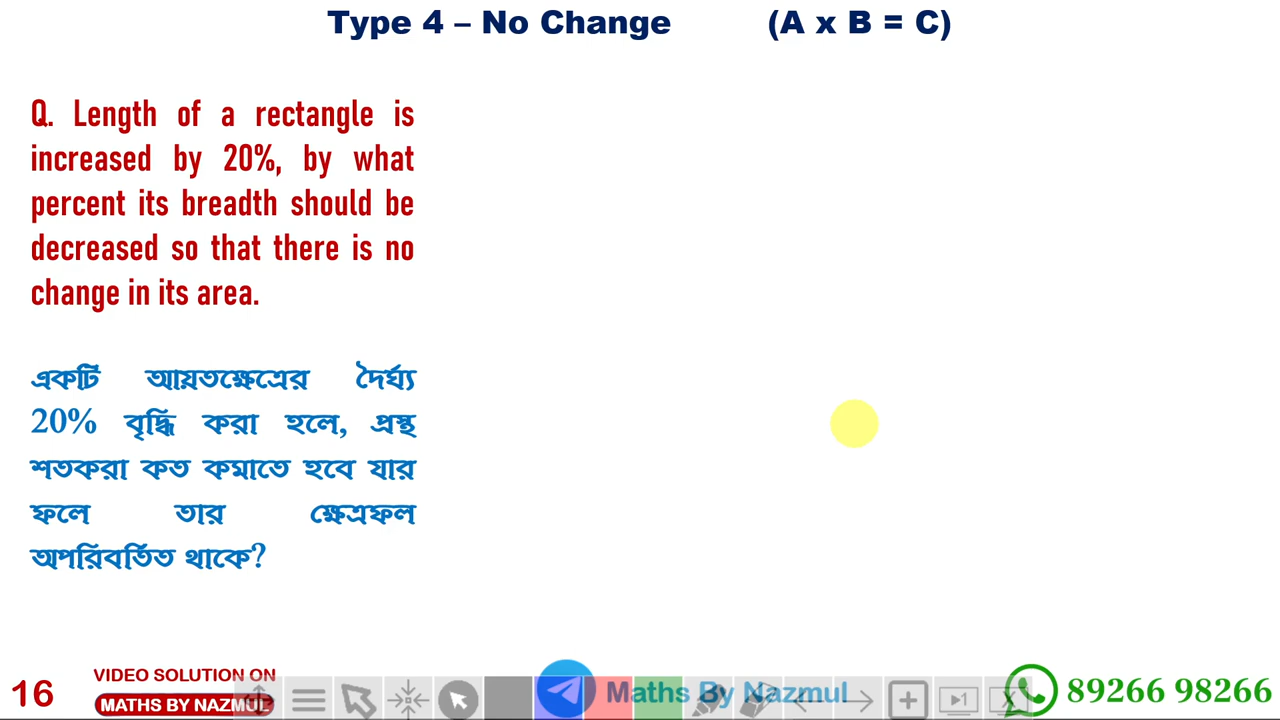 Type 4 – No Change (A x B = C)
Q. Length of a rectangle is
increased by 20%, by what
percent its breadth should be
decreased so that there is no
change in its area.
একটি আয়তক্ষেত্রের দৈর্ঘ্য
20% বৃদ্ধি করা হলে, প্রস্থ
শতকরা কত কমাতে হবে যার
ফলে তার ক্ষেত্রফল
অপরিবর্তিত থাকে?
16
VIDEO SOLUTION ON
MATHS BY NAZMUL
Maths By Nazmul
89266 98266